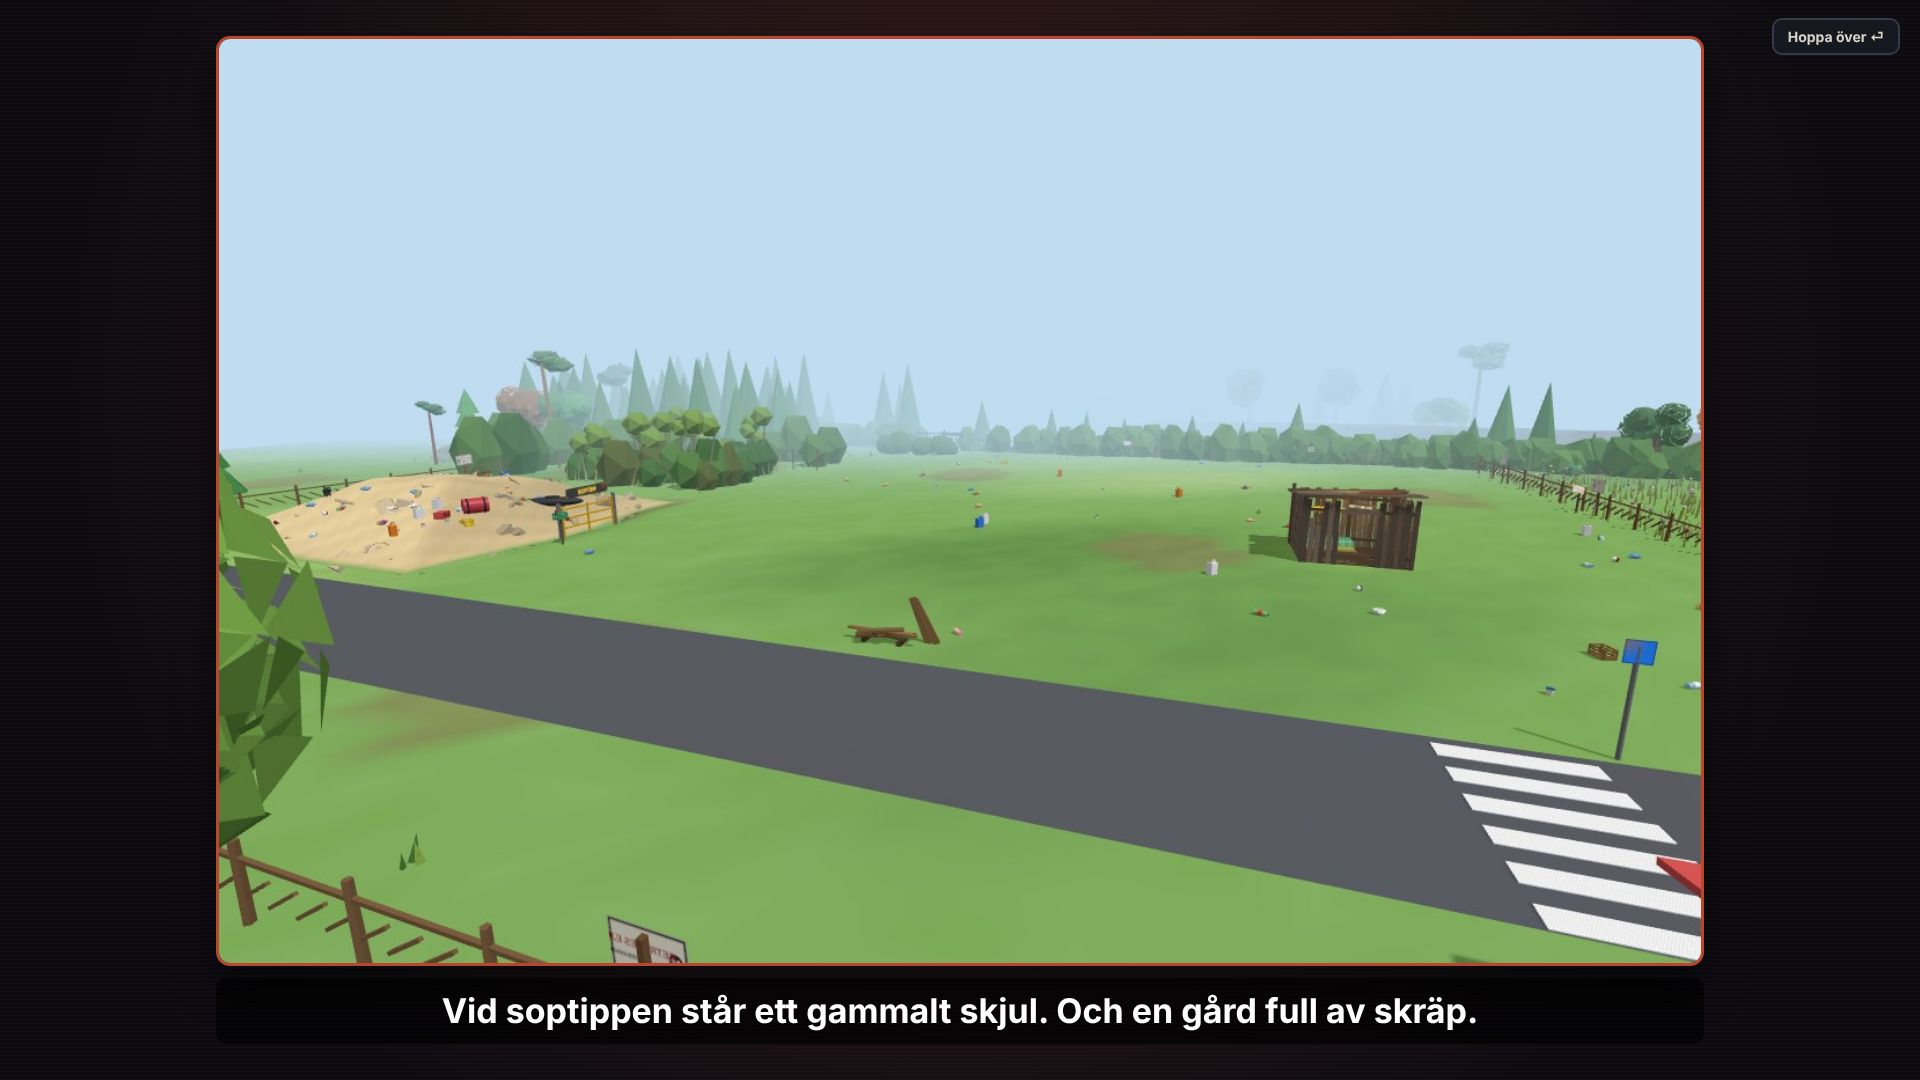 Hoppa över ⏎
Vid soptippen står ett gammalt skjul. Och en gård full av skräp.